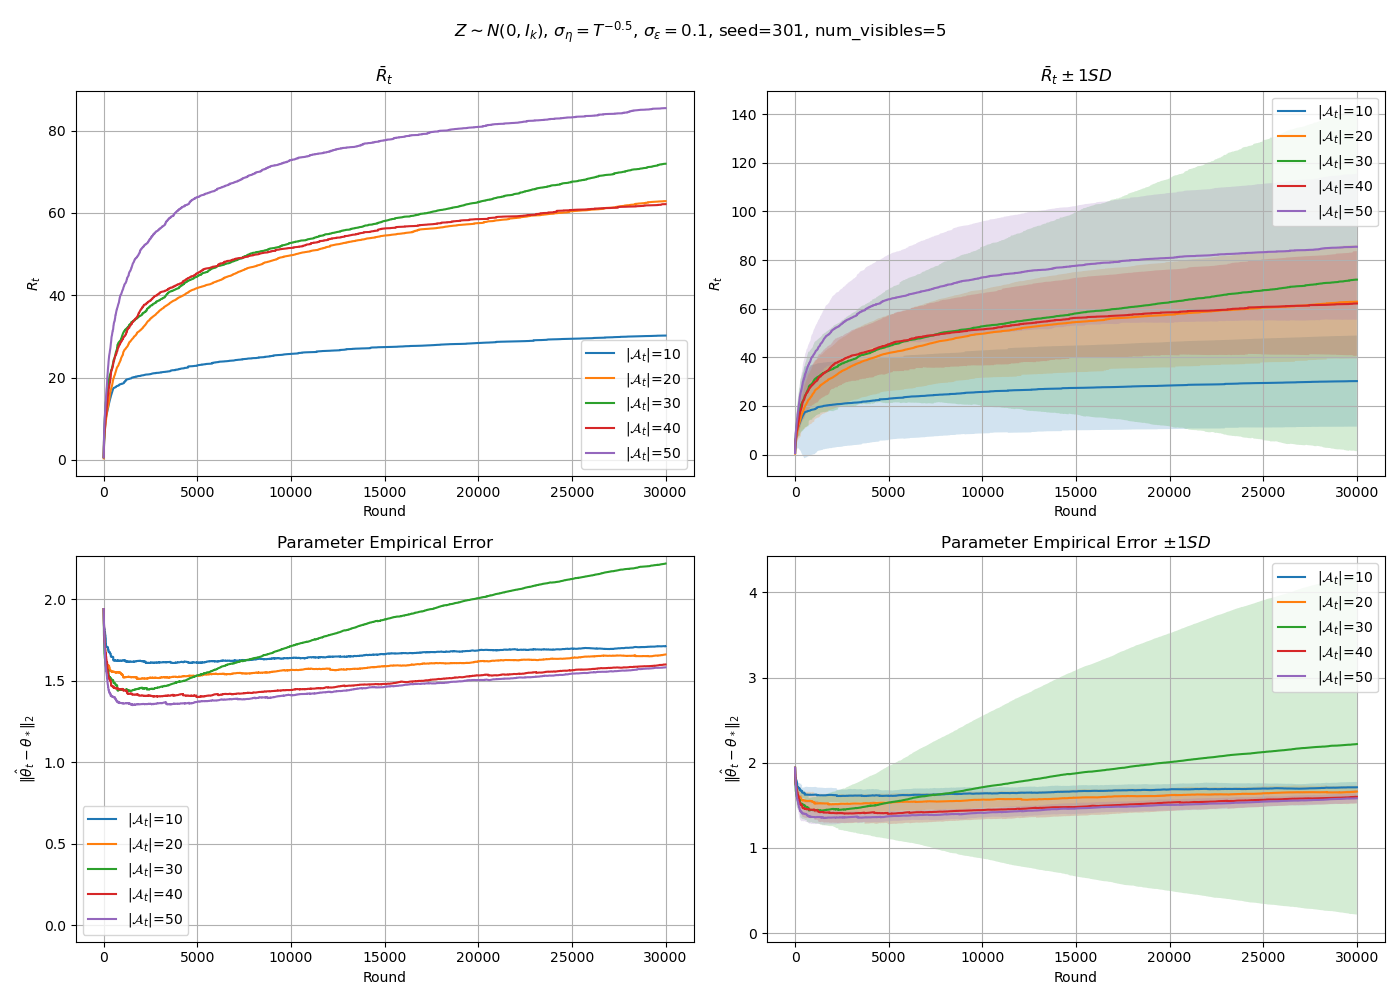 Z ∼ N(0, I_k), σ_η = T^{−0.5}, σ_ε = 0.1, seed=301, num_visibles=5
R̄_t
R_t
80
60
40
20
0
0 5000 10000 15000 20000 25000 30000
Round
|𝒜_t|=10
|𝒜_t|=20
|𝒜_t|=30
|𝒜_t|=40
|𝒜_t|=50
R̄_t ± 1SD
R_t
140
120
100
80
60
40
20
0
0 5000 10000 15000 20000 25000 30000
Round
|𝒜_t|=10
|𝒜_t|=20
|𝒜_t|=30
|𝒜_t|=40
|𝒜_t|=50
Parameter Empirical Error
‖θ̂_t − θ_*‖_2
2.0
1.5
1.0
0.5
0.0
0 5000 10000 15000 20000 25000 30000
Round
|𝒜_t|=10
|𝒜_t|=20
|𝒜_t|=30
|𝒜_t|=40
|𝒜_t|=50
Parameter Empirical Error ±1SD
‖θ̂_t − θ_*‖_2
4
3
2
1
0
0 5000 10000 15000 20000 25000 30000
Round
|𝒜_t|=10
|𝒜_t|=20
|𝒜_t|=30
|𝒜_t|=40
|𝒜_t|=50